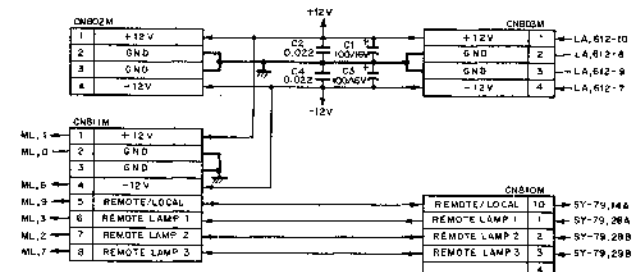 +12V
CN802M
1 +12V
2 GND
3 GND
4 -12V
C2 0.022
C1 100/16V
C4 0.022
C3 100/16V
-12V
CN803M
+12V 1 LA,612-10
GND 2 LA,612-8
GND 3 LA,612-9
-12V 4 LA,612-7
CN811M
ML,1 1 +12V
ML,0 2 GND
3 GND
ML,6 4 -12V
ML,9 5 REMOTE/LOCAL
ML,3 6 REMOTE LAMP 1
ML,2 7 REMOTE LAMP 2
ML,7 8 REMOTE LAMP 3
CN810M
REMOTE/LOCAL 10 SY-79,14A
REMOTE LAMP 1 1 SY-79,28A
REMOTE LAMP 2 2 SY-79,28B
REMOTE LAMP 3 3 SY-79,29B
4